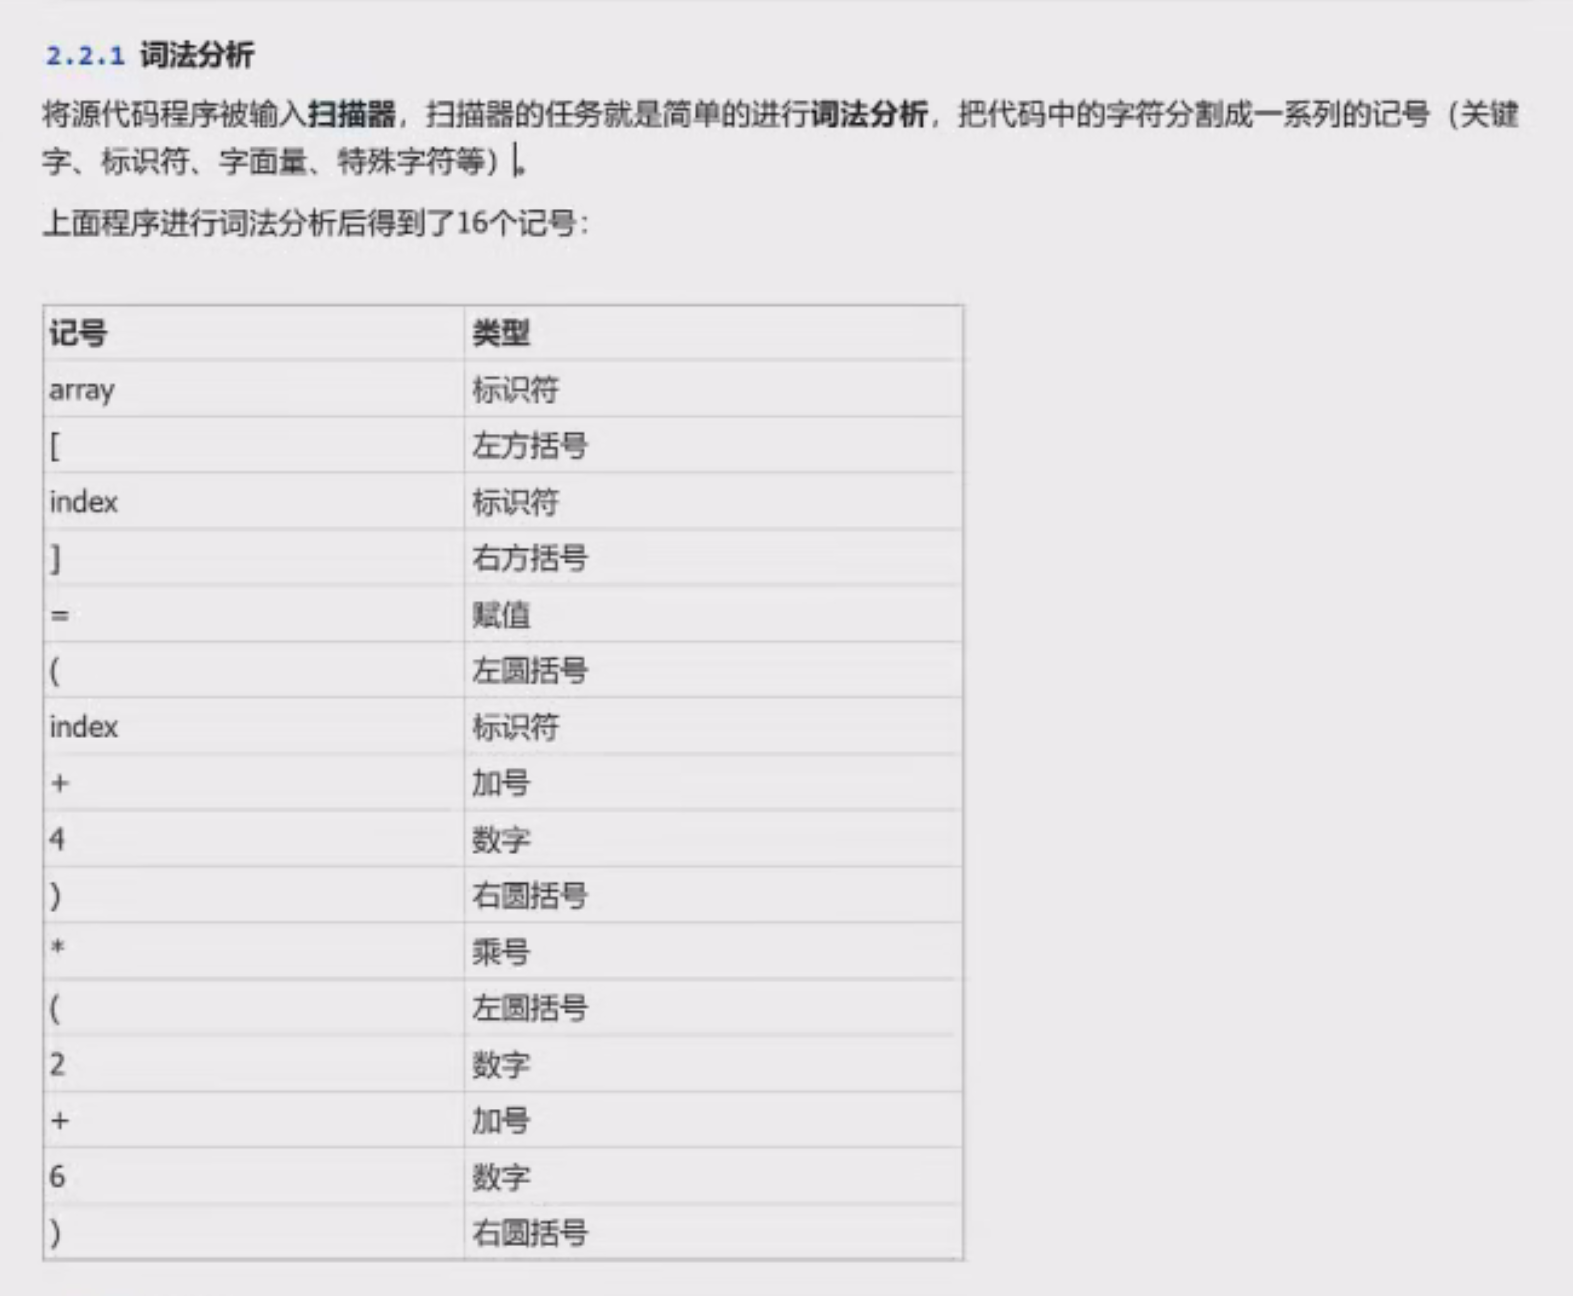 2.2.1 词法分析
将源代码程序被输入扫描器，扫描器的任务就是简单的进行词法分析，把代码中的字符分割成一系列的记号（关键
字、标识符、字面量、特殊字符等）。
上面程序进行词法分析后得到了16个记号：
记号 类型
array 标识符
[ 左方括号
index 标识符
] 右方括号
= 赋值
( 左圆括号
index 标识符
+ 加号
4 数字
) 右圆括号
* 乘号
( 左圆括号
2 数字
+ 加号
6 数字
) 右圆括号